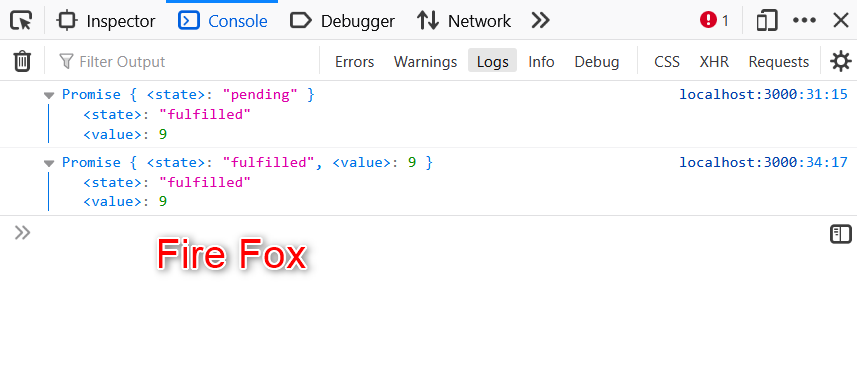 Inspector Console Debugger Network 1
Filter Output Errors Warnings Logs Info Debug CSS XHR Requests
Promise { <state>: "pending" } localhost:3000:31:15
<state>: "fulfilled"
<value>: 9
Promise { <state>: "fulfilled", <value>: 9 } localhost:3000:34:17
<state>: "fulfilled"
<value>: 9
Fire Fox